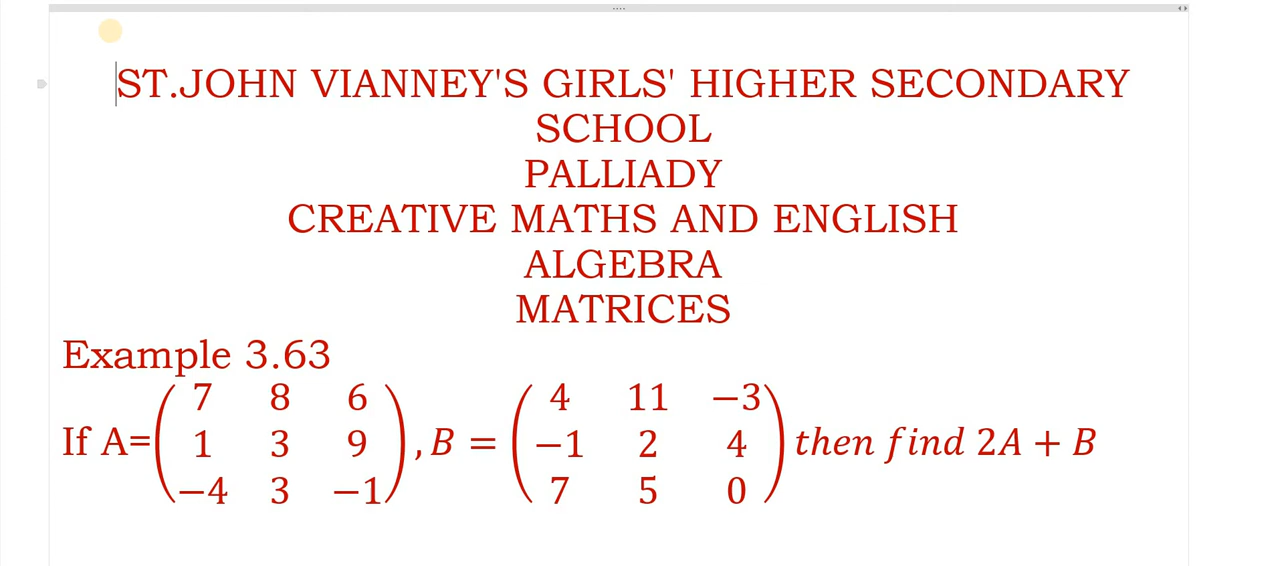 ST.JOHN VIANNEY'S GIRLS' HIGHER SECONDARY
SCHOOL
PALLIADY
CREATIVE MATHS AND ENGLISH
ALGEBRA
MATRICES
Example 3.63
If A=(7 8 6
1 3 9
−4 3 −1), B = (4 11 −3
−1 2 4
7 5 0) then find 2A + B